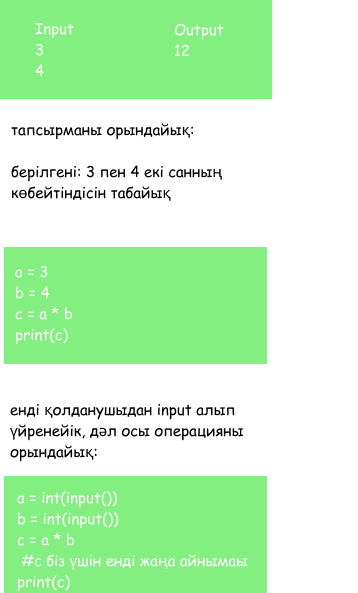 Input Output
3 12
4
тапсырманы орындайық:
берілгені: 3 пен 4 екі санның
көбейтіндісін табайық
a = 3
b = 4
c = a * b
print(c)
енді қолданушыдан input алып
үйренейік, дәл осы операцияны
орындайық:
a = int(input())
b = int(input())
c = a * b
#c біз үшін енді жаңа айнымаы
print(c)